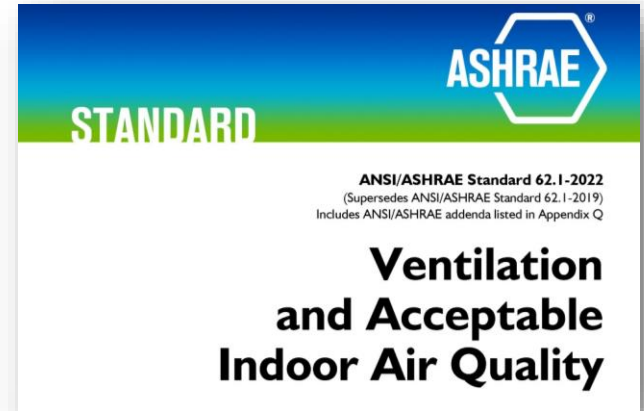 ASHRAE®
STANDARD
ANSI/ASHRAE Standard 62.1-2022
(Supersedes ANSI/ASHRAE Standard 62.1-2019)
Includes ANSI/ASHRAE addenda listed in Appendix Q
Ventilation
and Acceptable
Indoor Air Quality